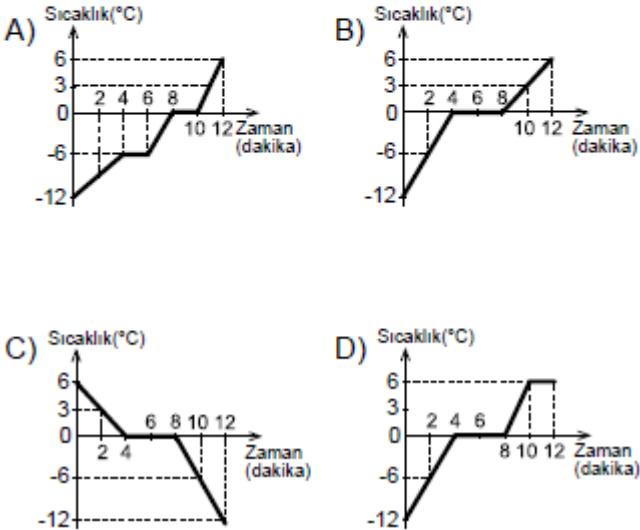 A) Sıcaklık(°C)
6
3
2 4 6 8
0
10 12 Zaman
(dakika)
-6
-12
B) Sıcaklık(°C)
6
3
2 4 6 8
0
10 12 Zaman
(dakika)
-6
-12
C) Sıcaklık(°C)
6
3
6 8 10 12
0
2 4 Zaman
(dakika)
-6
-12
D) Sıcaklık(°C)
6
2 4 6
0
8 10 12 Zaman
(dakika)
-6
-12